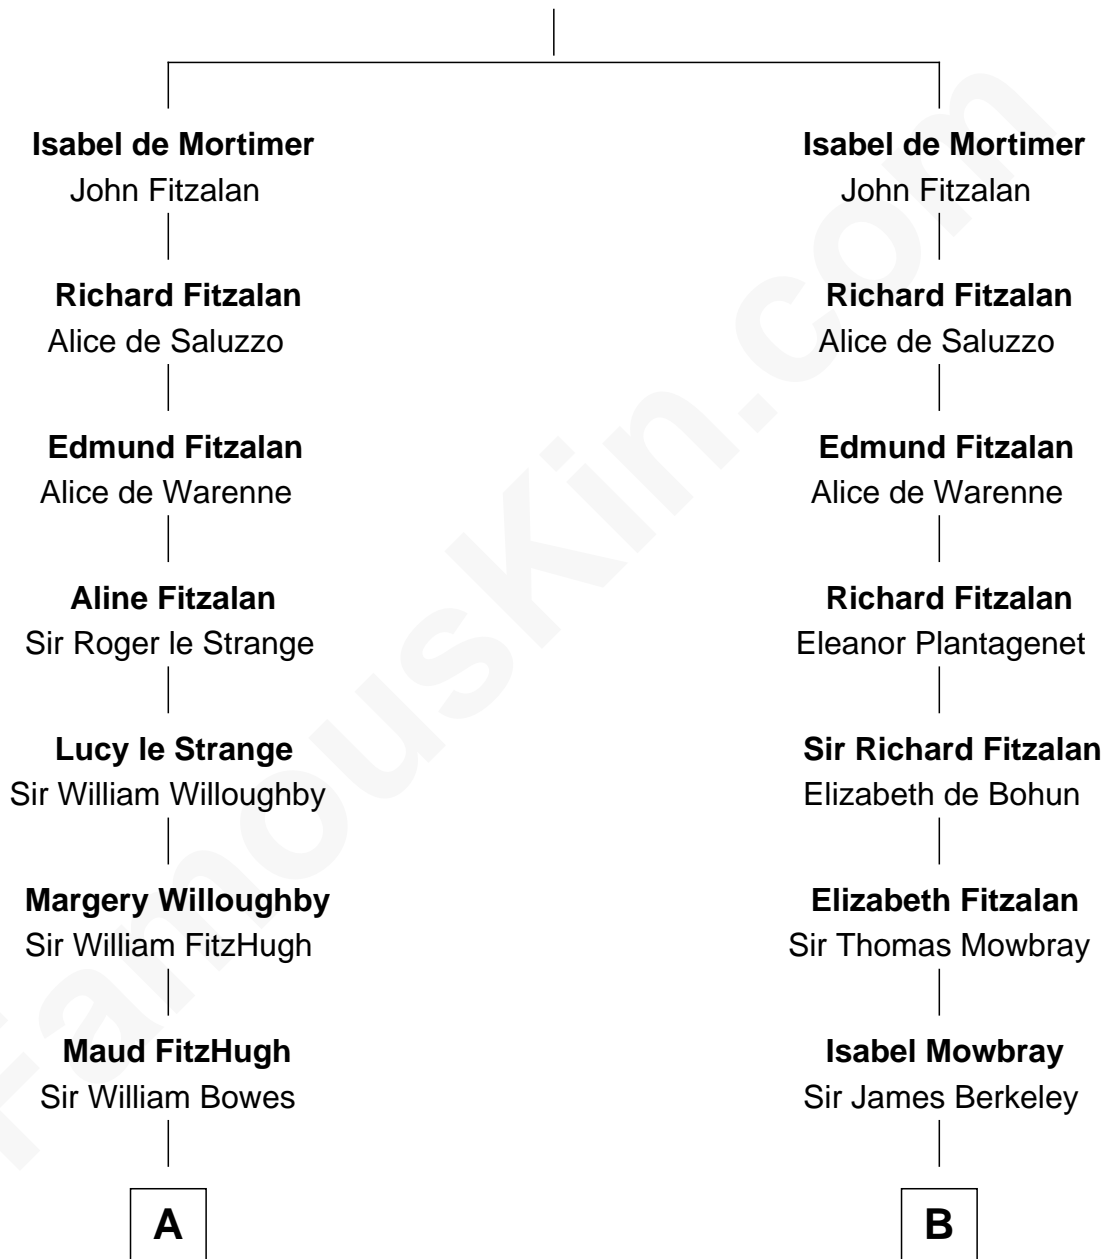 Isabel de Mortimer
John Fitzalan
Richard Fitzalan
Alice de Saluzzo
Edmund Fitzalan
Alice de Warenne
Aline Fitzalan
Sir Roger le Strange
Lucy le Strange
Sir William Willoughby
Margery Willoughby
Sir William FitzHugh
Maud FitzHugh
Sir William Bowes
A
Isabel de Mortimer
John Fitzalan
Richard Fitzalan
Alice de Saluzzo
Edmund Fitzalan
Alice de Warenne
Richard Fitzalan
Eleanor Plantagenet
Sir Richard Fitzalan
Elizabeth de Bohun
Elizabeth Fitzalan
Sir Thomas Mowbray
Isabel Mowbray
Sir James Berkeley
B
FamousKin.com